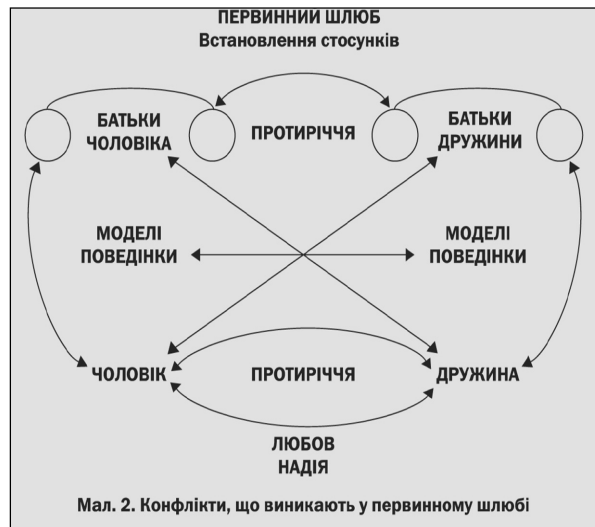 ПЕРВИННИЙ ШЛЮБ
Встановлення стосунків
БАТЬКИ
ЧОЛОВІКА
ПРОТИРІЧЧЯ
БАТЬКИ
ДРУЖИНИ
МОДЕЛІ
ПОВЕДІНКИ
МОДЕЛІ
ПОВЕДІНКИ
ЧОЛОВІК
ПРОТИРІЧЧЯ
ДРУЖИНА
ЛЮБОВ
НАДІЯ
Мал. 2. Конфлікти, що виникають у первинному шлюбі